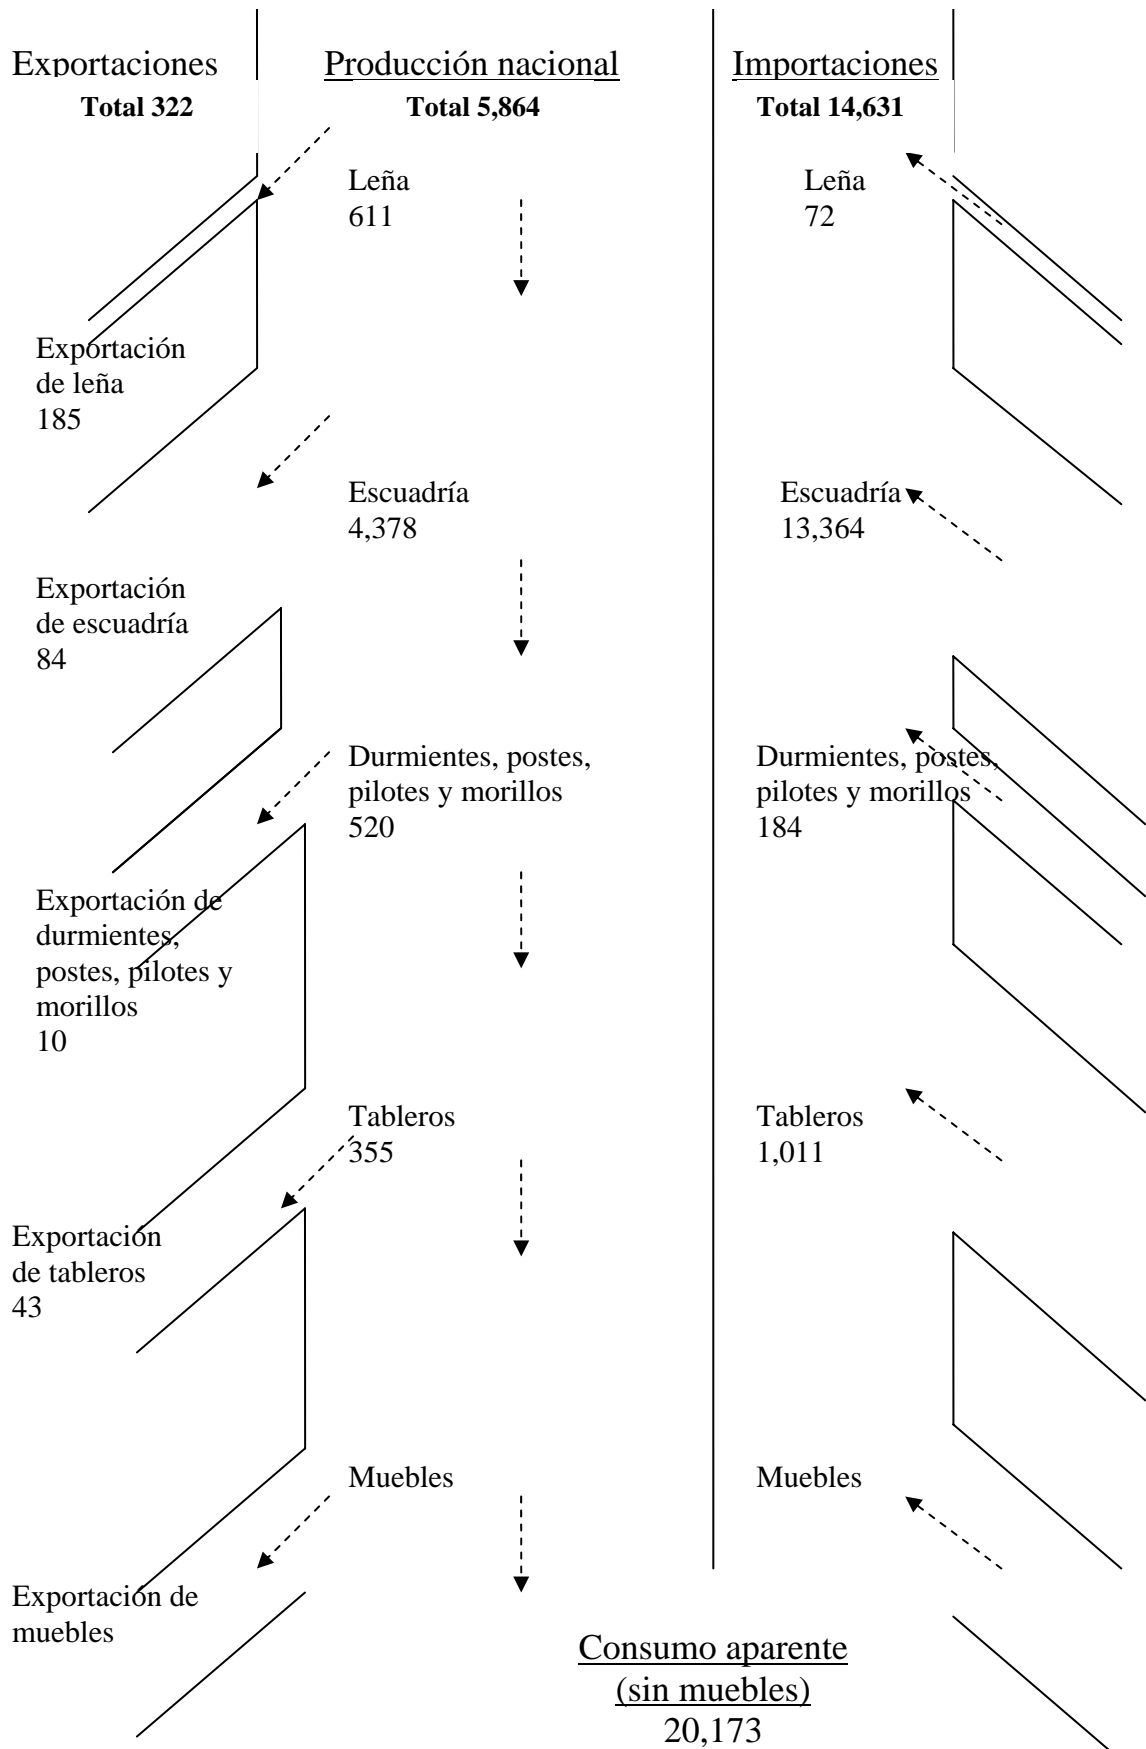 Exportaciones
Total 322
Producción nacional
Total 5,864
Importaciones
Total 14,631
Leña
611
Leña
72
Exportación
de leña
185
Escuadría
4,378
Escuadría
13,364
Exportación
de escuadría
84
Durmientes, postes,
pilotes y morillos
520
Durmientes, postes,
pilotes y morillos
184
Exportación de
durmientes,
postes, pilotes y
morillos
10
Tableros
355
Tableros
1,011
Exportación
de tableros
43
Muebles
Muebles
Exportación de
muebles
Consumo aparente
(sin muebles)
20,173